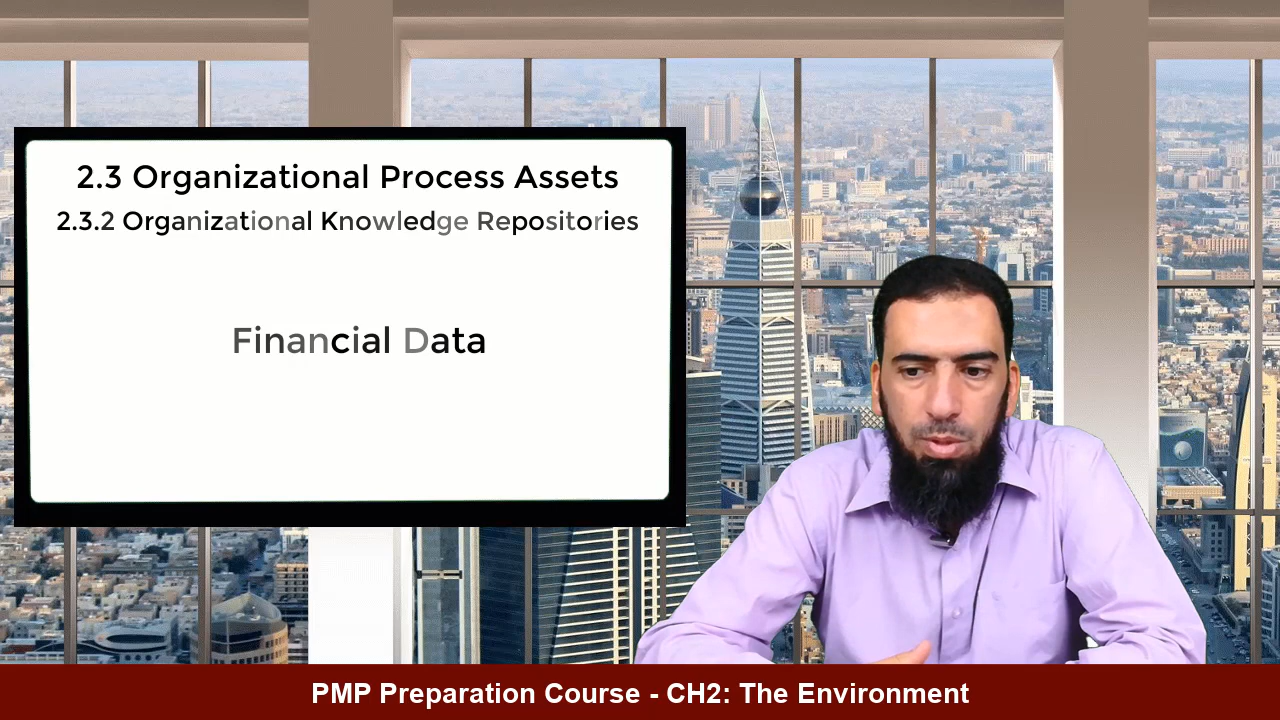 2.3 Organizational Process Assets
2.3.2 Organizational Knowledge Repositories
Financial Data
PMP Preparation Course - CH2: The Environment